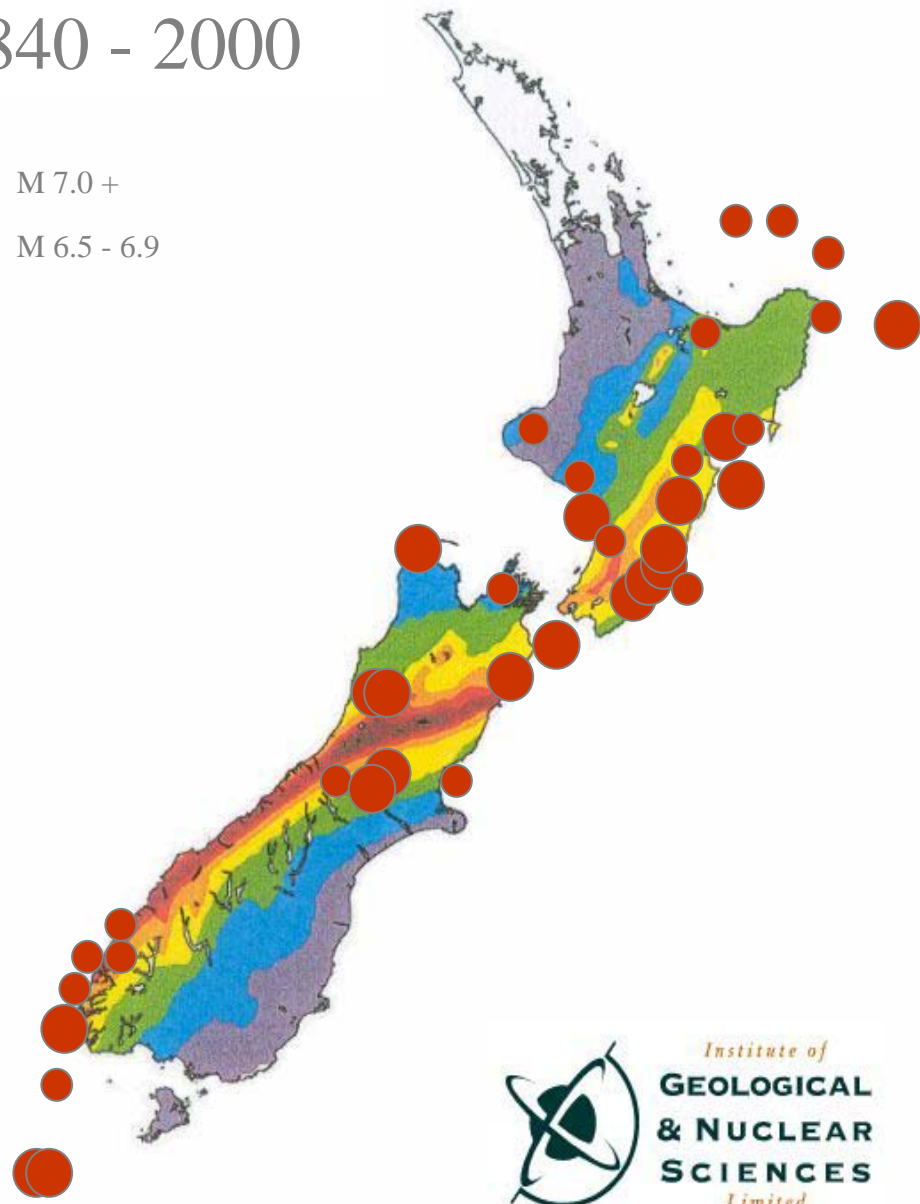 840 - 2000
M 7.0 +
M 6.5 - 6.9
Institute of
GEOLOGICAL
& NUCLEAR
SCIENCES
Limited